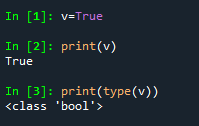 In [1]: v=True
In [2]: print(v)
True
In [3]: print(type(v))
<class 'bool'>